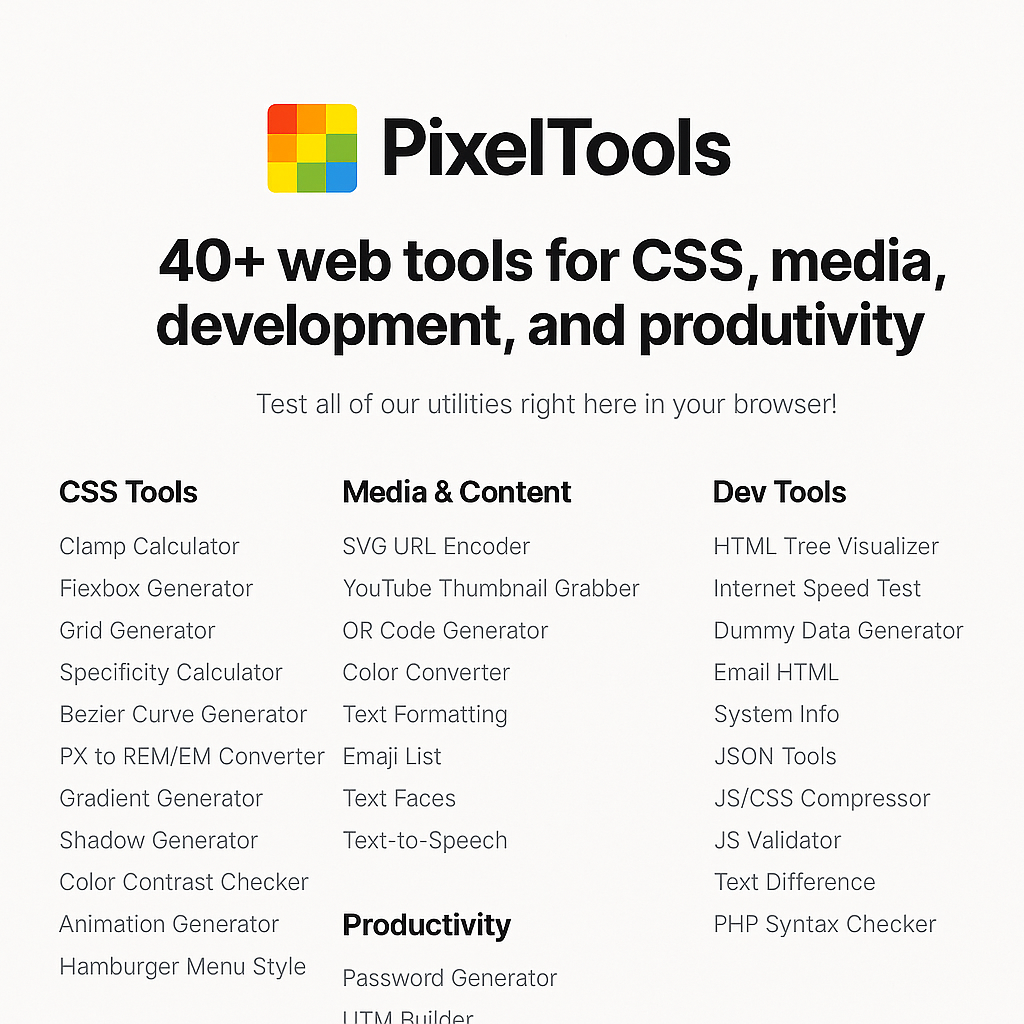 PixelTools
40+ web tools for CSS, media,
development, and produtivity
Test all of our utilities right here in your browser!
CSS Tools
Clamp Calculator
Fiexbox Generator
Grid Generator
Specificity Calculator
Bezier Curve Generator
PX to REM/EM Converter
Gradient Generator
Shadow Generator
Color Contrast Checker
Animation Generator
Hamburger Menu Style
Media & Content
SVG URL Encoder
YouTube Thumbnail Grabber
OR Code Generator
Color Converter
Text Formatting
Emaji List
Text Faces
Text-to-Speech
Productivity
Password Generator
UTM Builder
Dev Tools
HTML Tree Visualizer
Internet Speed Test
Dummy Data Generator
Email HTML
System Info
JSON Tools
JS/CSS Compressor
JS Validator
Text Difference
PHP Syntax Checker